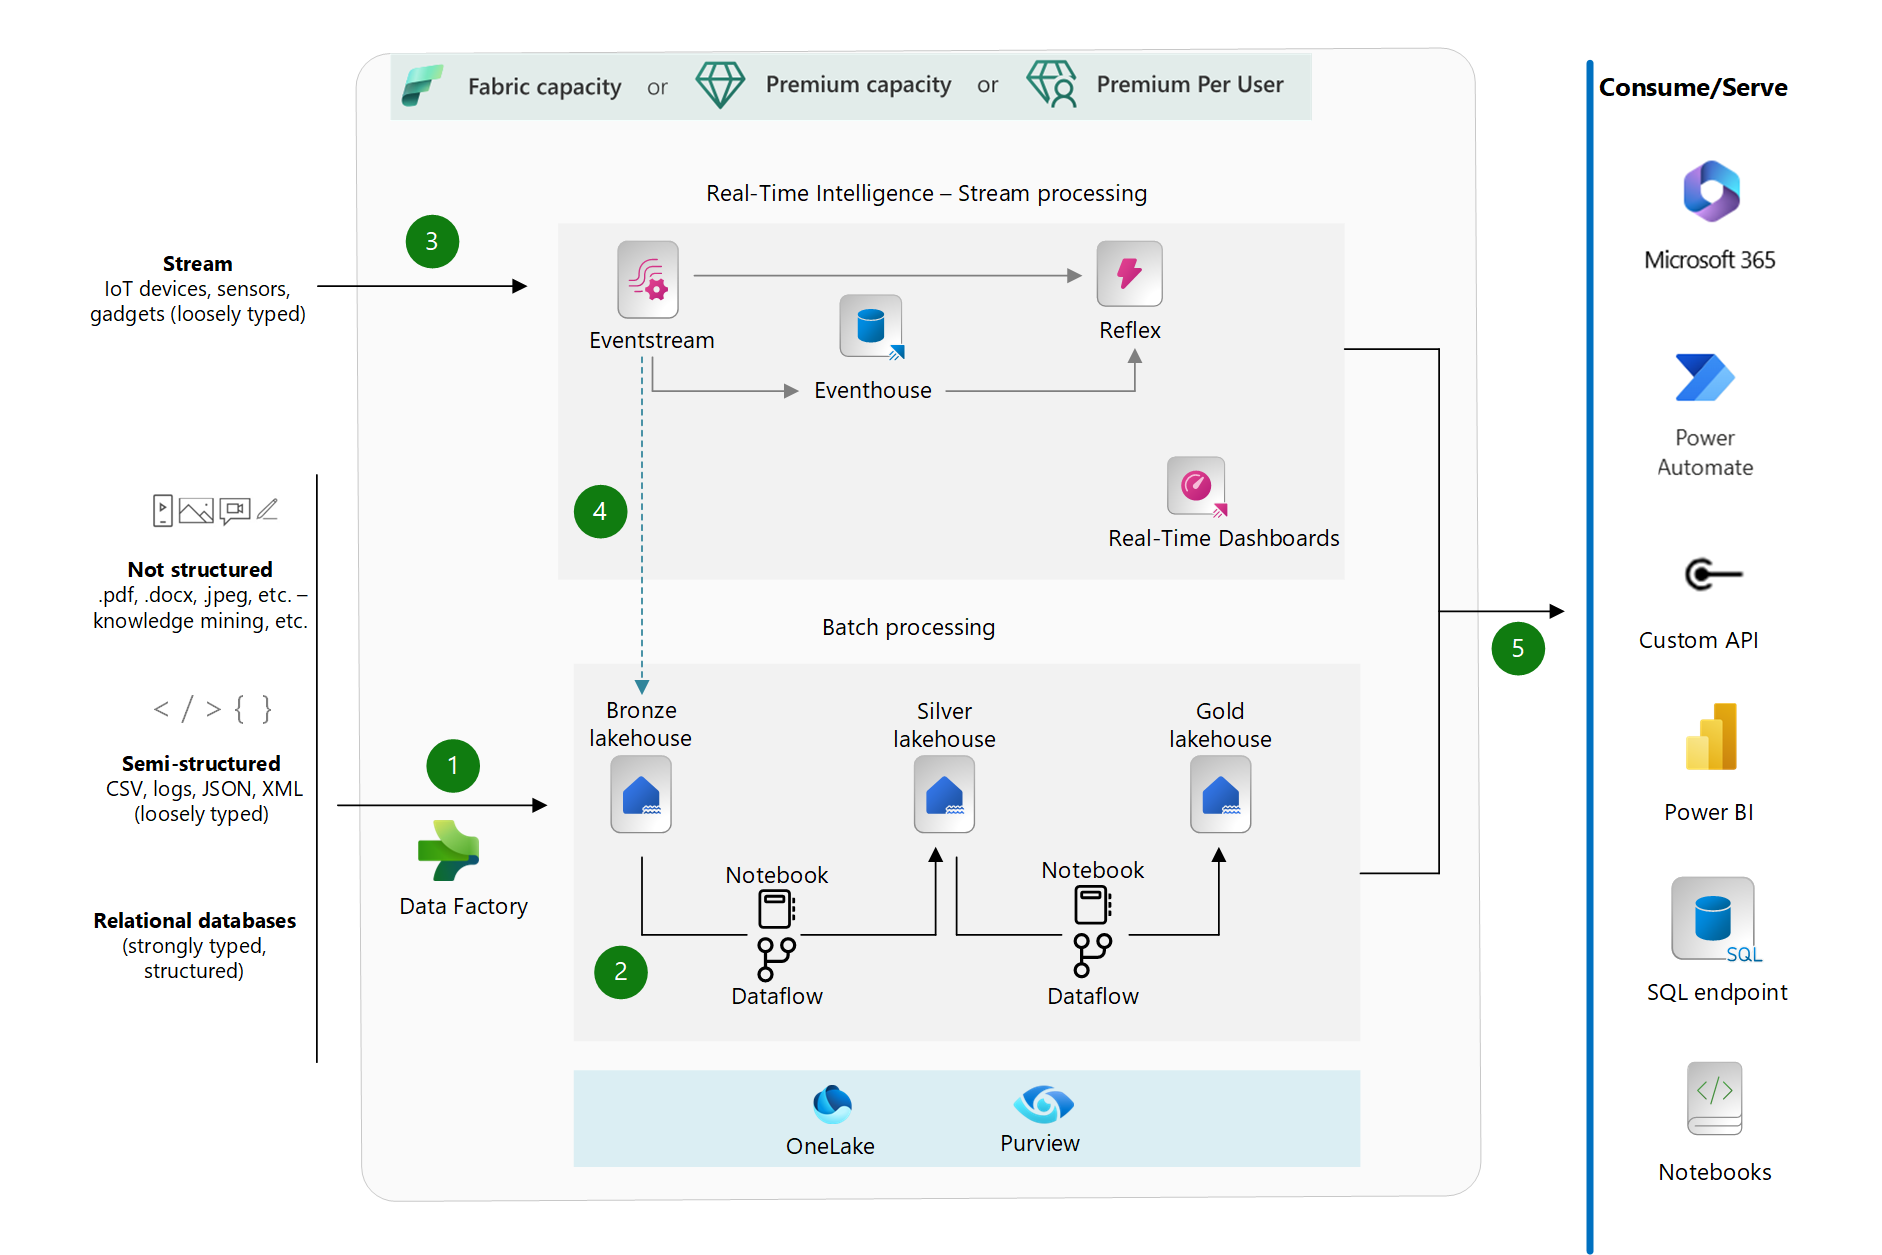 Fabric capacity or Premium capacity or Premium Per User
Consume/Serve
Real-Time Intelligence – Stream processing
3
Stream
IoT devices, sensors,
gadgets (loosely typed)
Eventstream
Eventhouse
Reflex
4
Real-Time Dashboards
Not structured
.pdf, .docx, .jpeg, etc. –
knowledge mining, etc.
</>{ }
Semi-structured
CSV, logs, JSON, XML
(loosely typed)
Relational databases
(strongly typed,
structured)
1
Data Factory
Batch processing
Bronze
lakehouse
Silver
lakehouse
Gold
lakehouse
2
Notebook
Dataflow
Notebook
Dataflow
OneLake
Purview
5
Microsoft 365
Power
Automate
Custom API
Power BI
SQL
SQL endpoint
</>
Notebooks